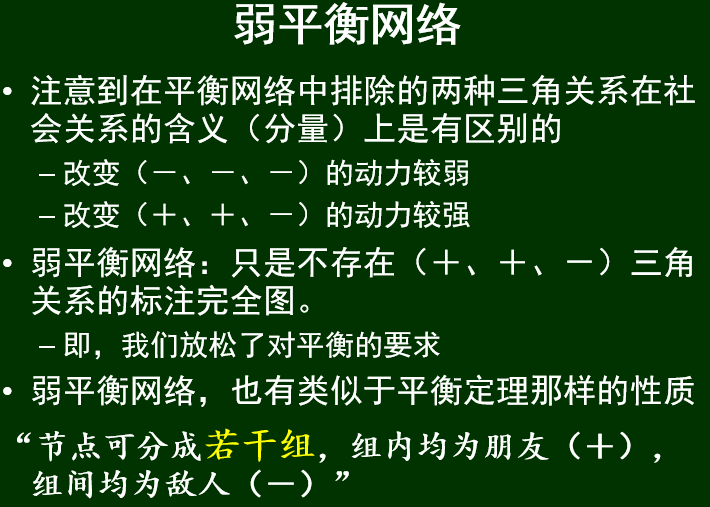 弱平衡网络
• 注意到在平衡网络中排除的两种三角关系在社
会关系的含义（分量）上是有区别的
– 改变（－、－、－）的动力较弱
– 改变（＋、＋、－）的动力较强
• 弱平衡网络：只是不存在（＋、＋、－）三角
关系的标注完全图。
– 即，我们放松了对平衡的要求
• 弱平衡网络，也有类似于平衡定理那样的性质
“节点可分成若干组，组内均为朋友（＋），
组间均为敌人（－）”